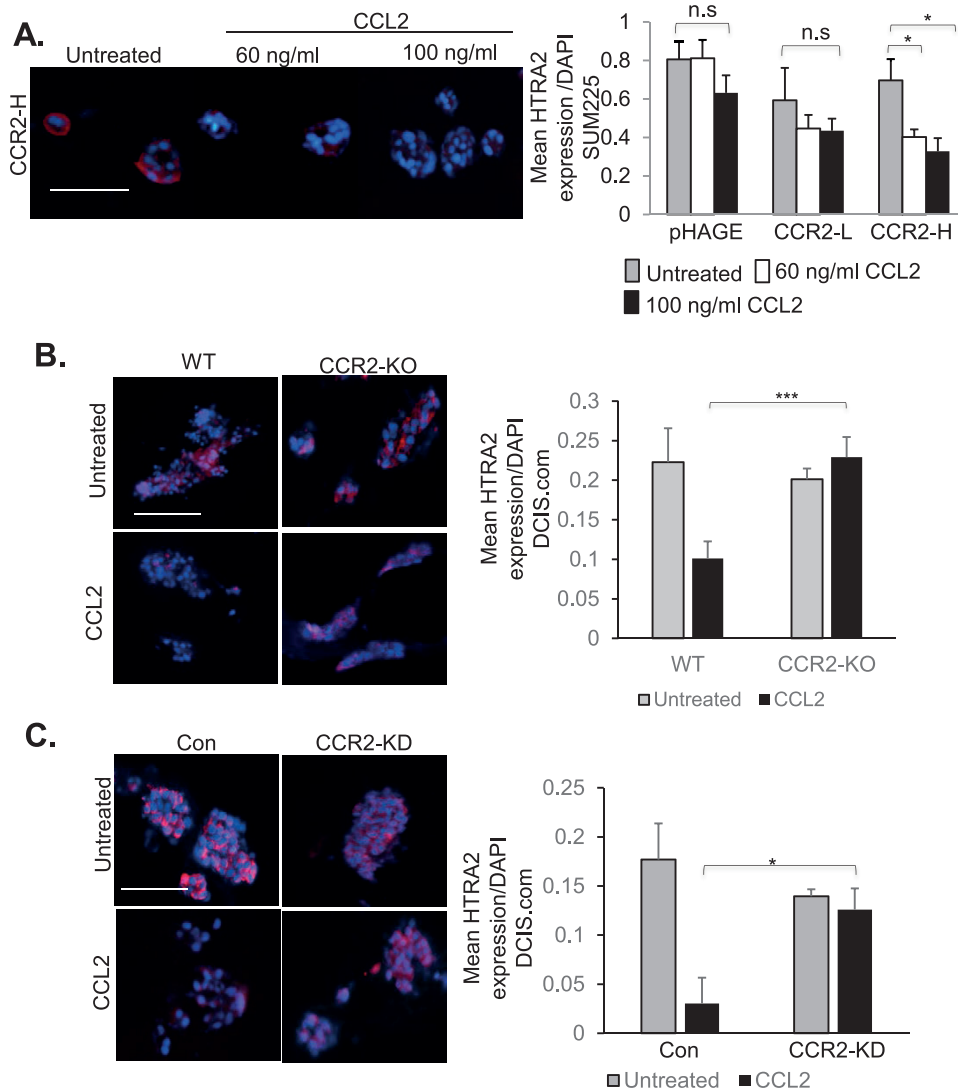 A.
CCL2
Untreated
60 ng/ml
100 ng/ml
CCR2-H
Mean HTRA2
expression /DAPI
SUM225
1
0.8
0.6
0.4
0.2
0
n.s
n.s
*
*
pHAGE
CCR2-L
CCR2-H
Untreated
60 ng/ml CCL2
100 ng/ml CCL2
B.
WT
CCR2-KO
Untreated
CCL2
Mean HTRA2
expression/DAPI
DCIS.com
0.3
0.25
0.2
0.15
0.1
0.05
0
***
WT
CCR2-KO
Untreated
CCL2
C.
Con
CCR2-KD
Untreated
CCL2
Mean HTRA2
expression/DAPI
DCIS.com
0.25
0.2
0.15
0.1
0.05
0
*
Con
CCR2-KD
Untreated
CCL2